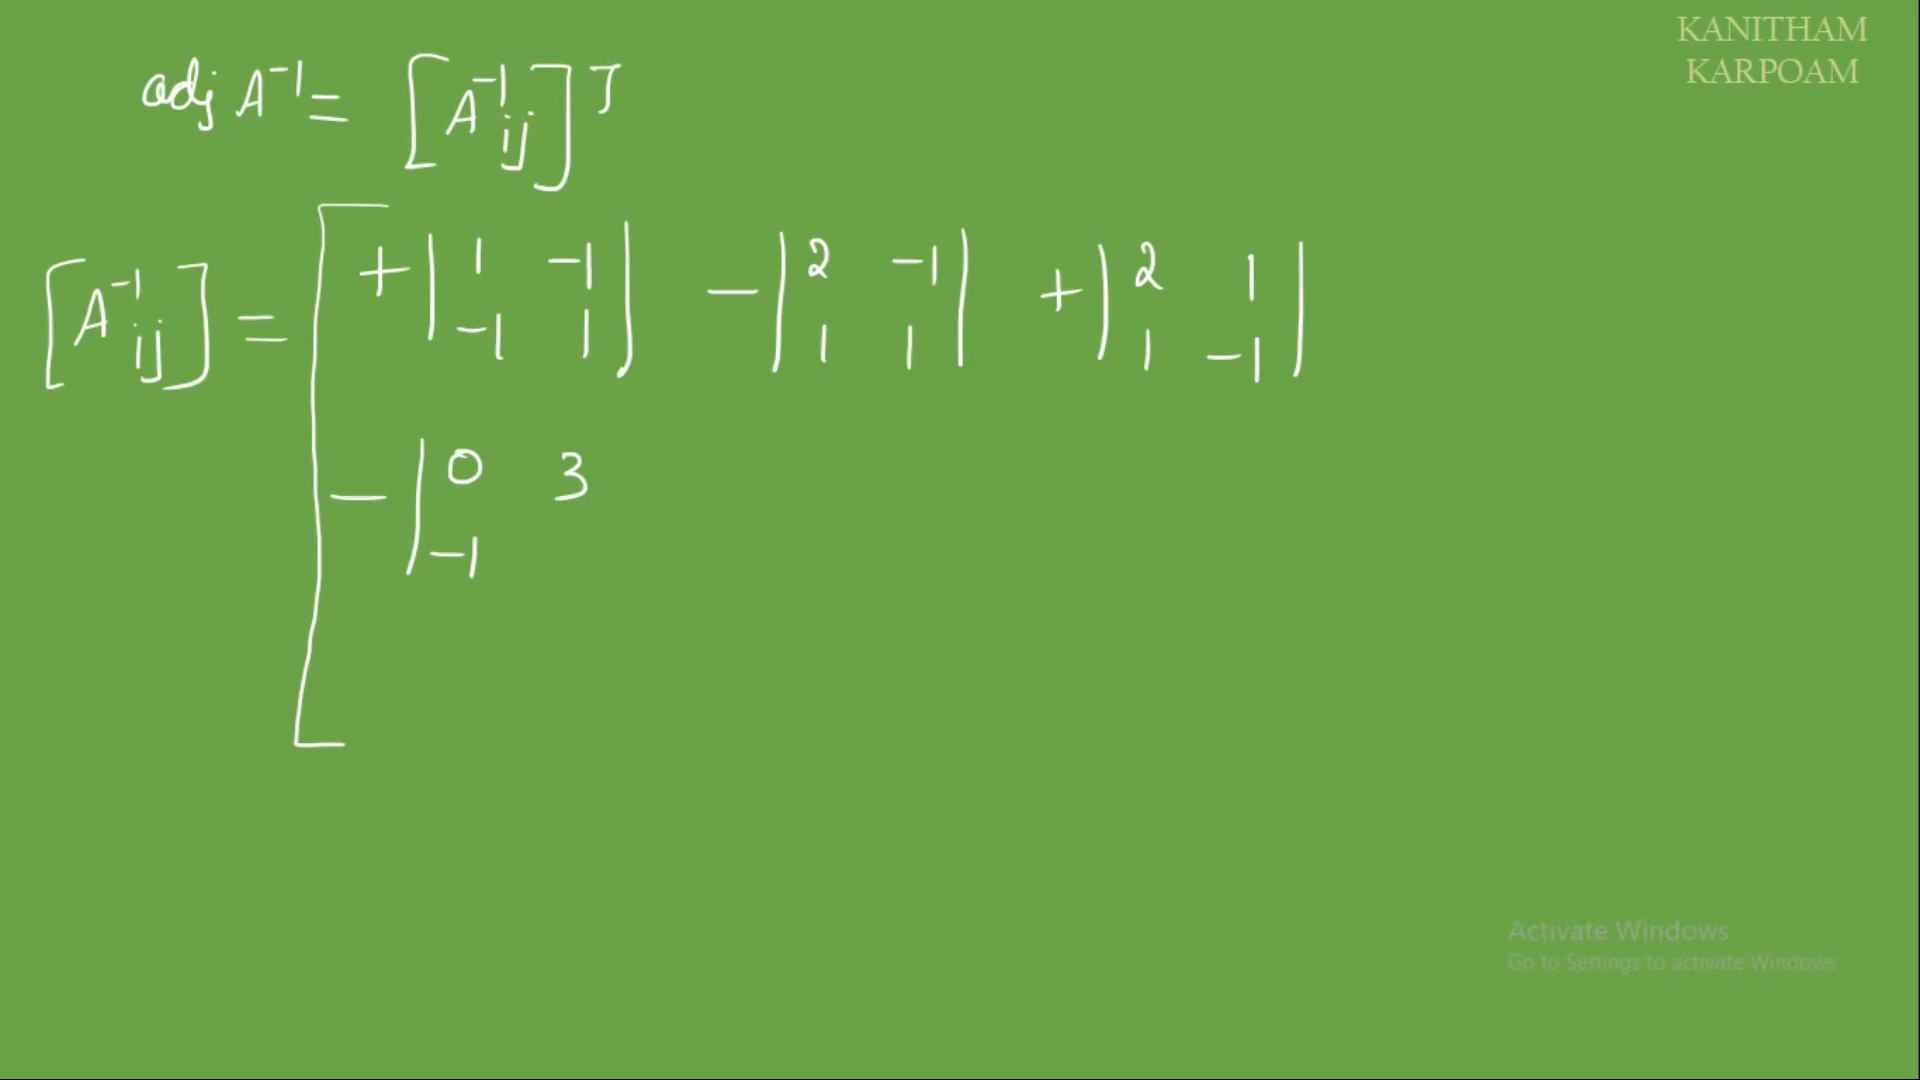 KANITHAM
KARPOAM
adj A⁻¹ = [A⁻¹ij]ᵀ
[A⁻¹ij] = [ +|1 -1| -|2 -1| +|2 1|
|-1 1| |1 1| |1 -1|
-|0 3
-1
Activate Windows
Go to Settings to activate Windows